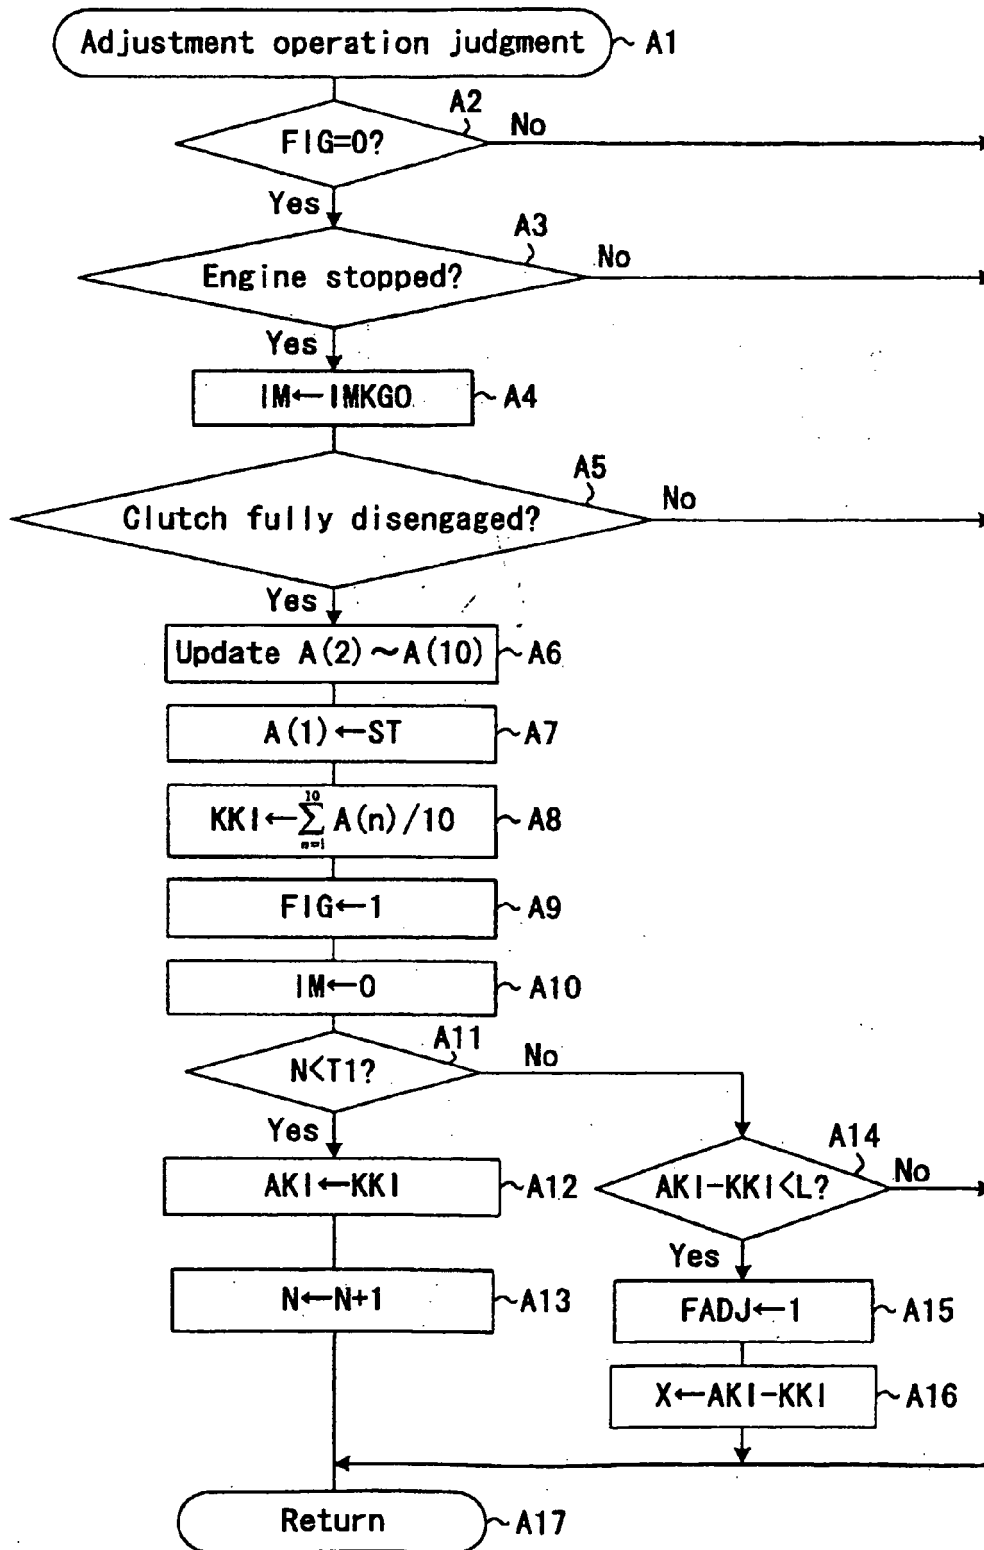 Adjustment operation judgment
A1
FIG=0?
A2
No
Yes
Engine stopped?
A3
No
Yes
IM←IMKGO
A4
Clutch fully disengaged?
A5
No
Yes
Update A(2)~A(10)
A6
A(1)←ST
A7
KKI←∑A(n)/10
10
n=1
A8
FIG←1
A9
IM←0
A10
N<T1?
A11
No
Yes
AKI←KKI
A12
AKI-KKI<L?
A14
No
Yes
N←N+1
A13
FADJ←1
A15
X←AKI-KKI
A16
Return
A17